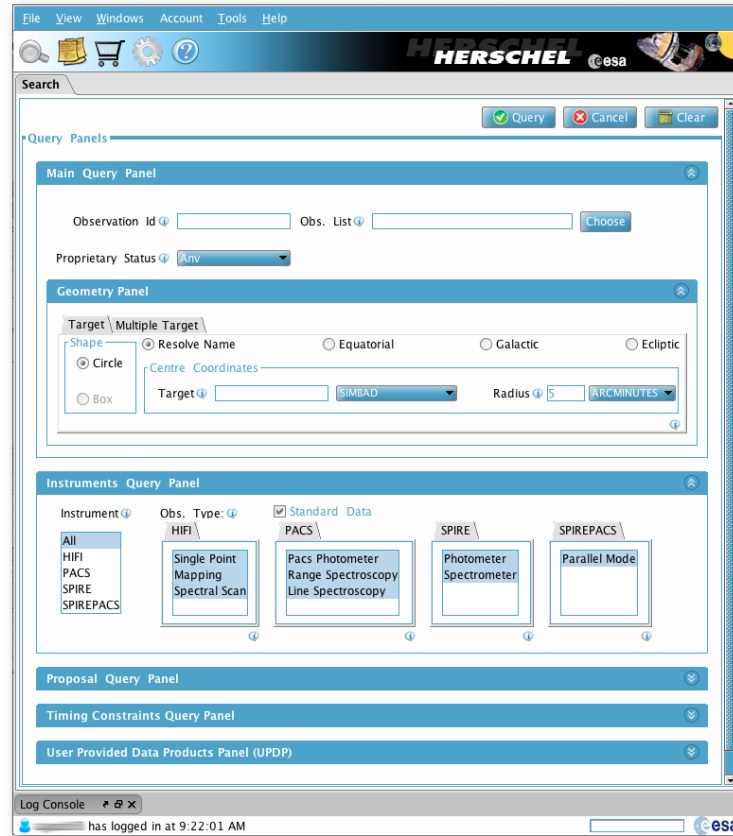 File View Windows Account Tools Help
HERSCHEL esa
Search
Query Cancel Clear
Query Panels
Main Query Panel
Observation Id Obs. List Choose
Proprietary Status Any
Geometry Panel
Target Multiple Target
Shape Resolve Name Equatorial Galactic Ecliptic
Circle Centre Coordinates
Box Target SIMBAD Radius 5 ARCMINUTES
Instruments Query Panel
Instrument Obs. Type: Standard Data
HIFI PACS SPIRE SPIREPACS
All
HIFI
PACS
SPIRE
SPIREPACS
Single Point
Mapping
Spectral Scan
Pacs Photometer
Range Spectroscopy
Line Spectroscopy
Photometer
Spectrometer
Parallel Mode
Proposal Query Panel
Timing Constraints Query Panel
User Provided Data Products Panel (UPDP)
Log Console
has logged in at 9:22:01 AM esa